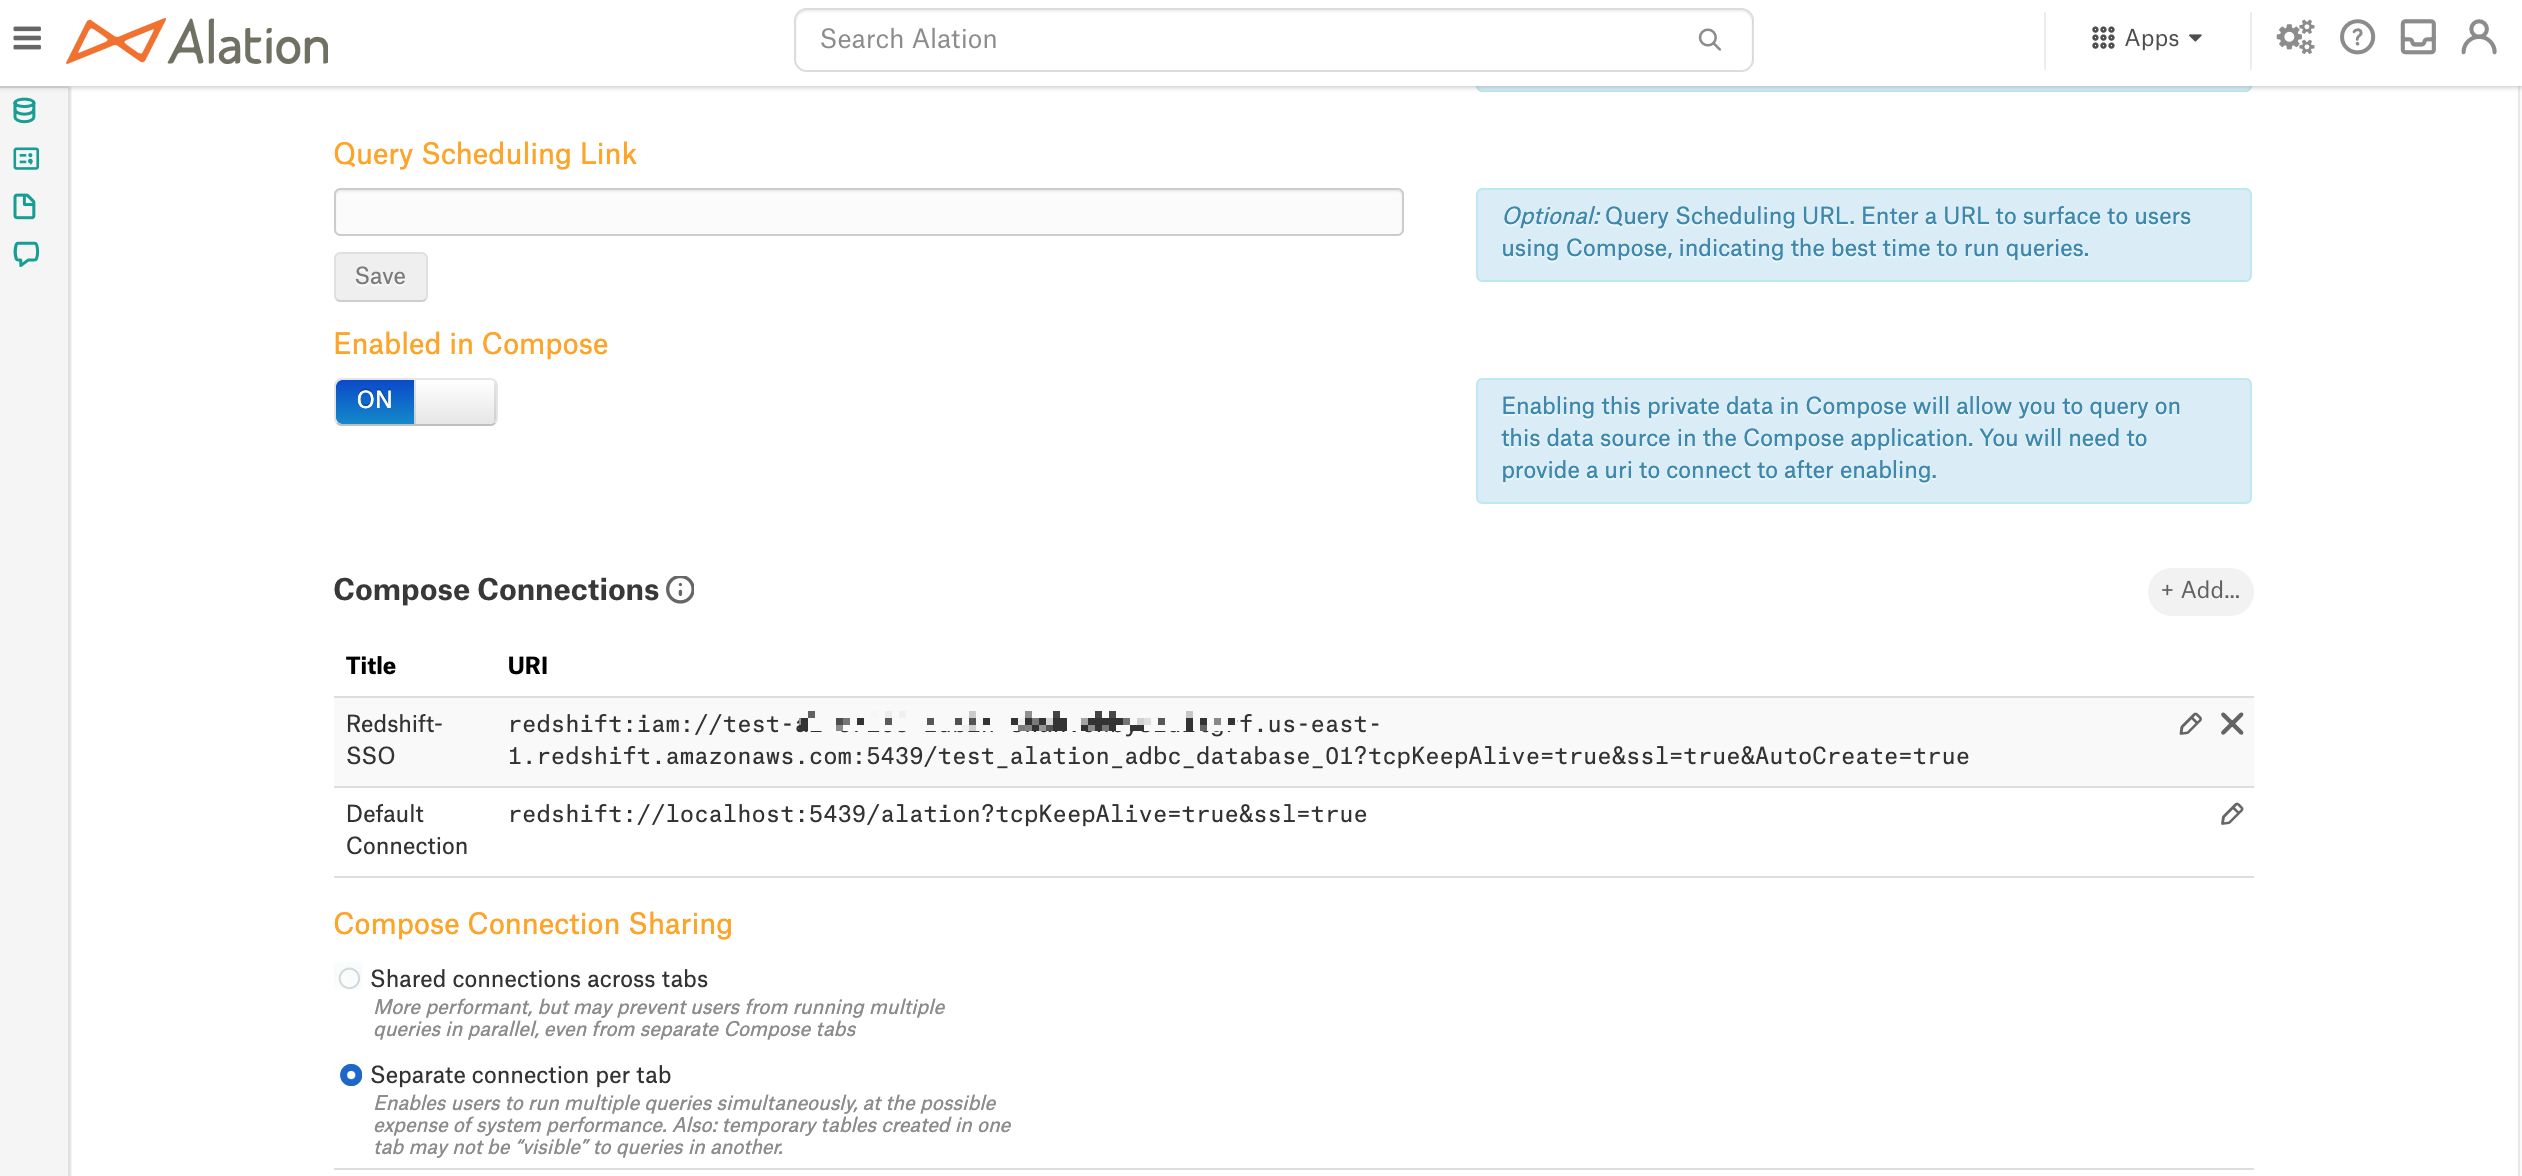 Alation
Search Alation
Apps
Query Scheduling Link
Optional: Query Scheduling URL. Enter a URL to surface to users
using Compose, indicating the best time to run queries.
Save
Enabled in Compose
ON
Enabling this private data in Compose will allow you to query on
this data source in the Compose application. You will need to
provide a uri to connect to after enabling.
Compose Connections
+ Add...
Title URI
Redshift-
SSO
redshift:iam://test- f.us-east-
1.redshift.amazonaws.com:5439/test_alation_adbc_database_01?tcpKeepAlive=true&ssl=true&AutoCreate=true
Default
Connection
redshift://localhost:5439/alation?tcpKeepAlive=true&ssl=true
Compose Connection Sharing
Shared connections across tabs
More performant, but may prevent users from running multiple
queries in parallel, even from separate Compose tabs
Separate connection per tab
Enables users to run multiple queries simultaneously, at the possible
expense of system performance. Also: temporary tables created in one
tab may not be “visible” to queries in another.